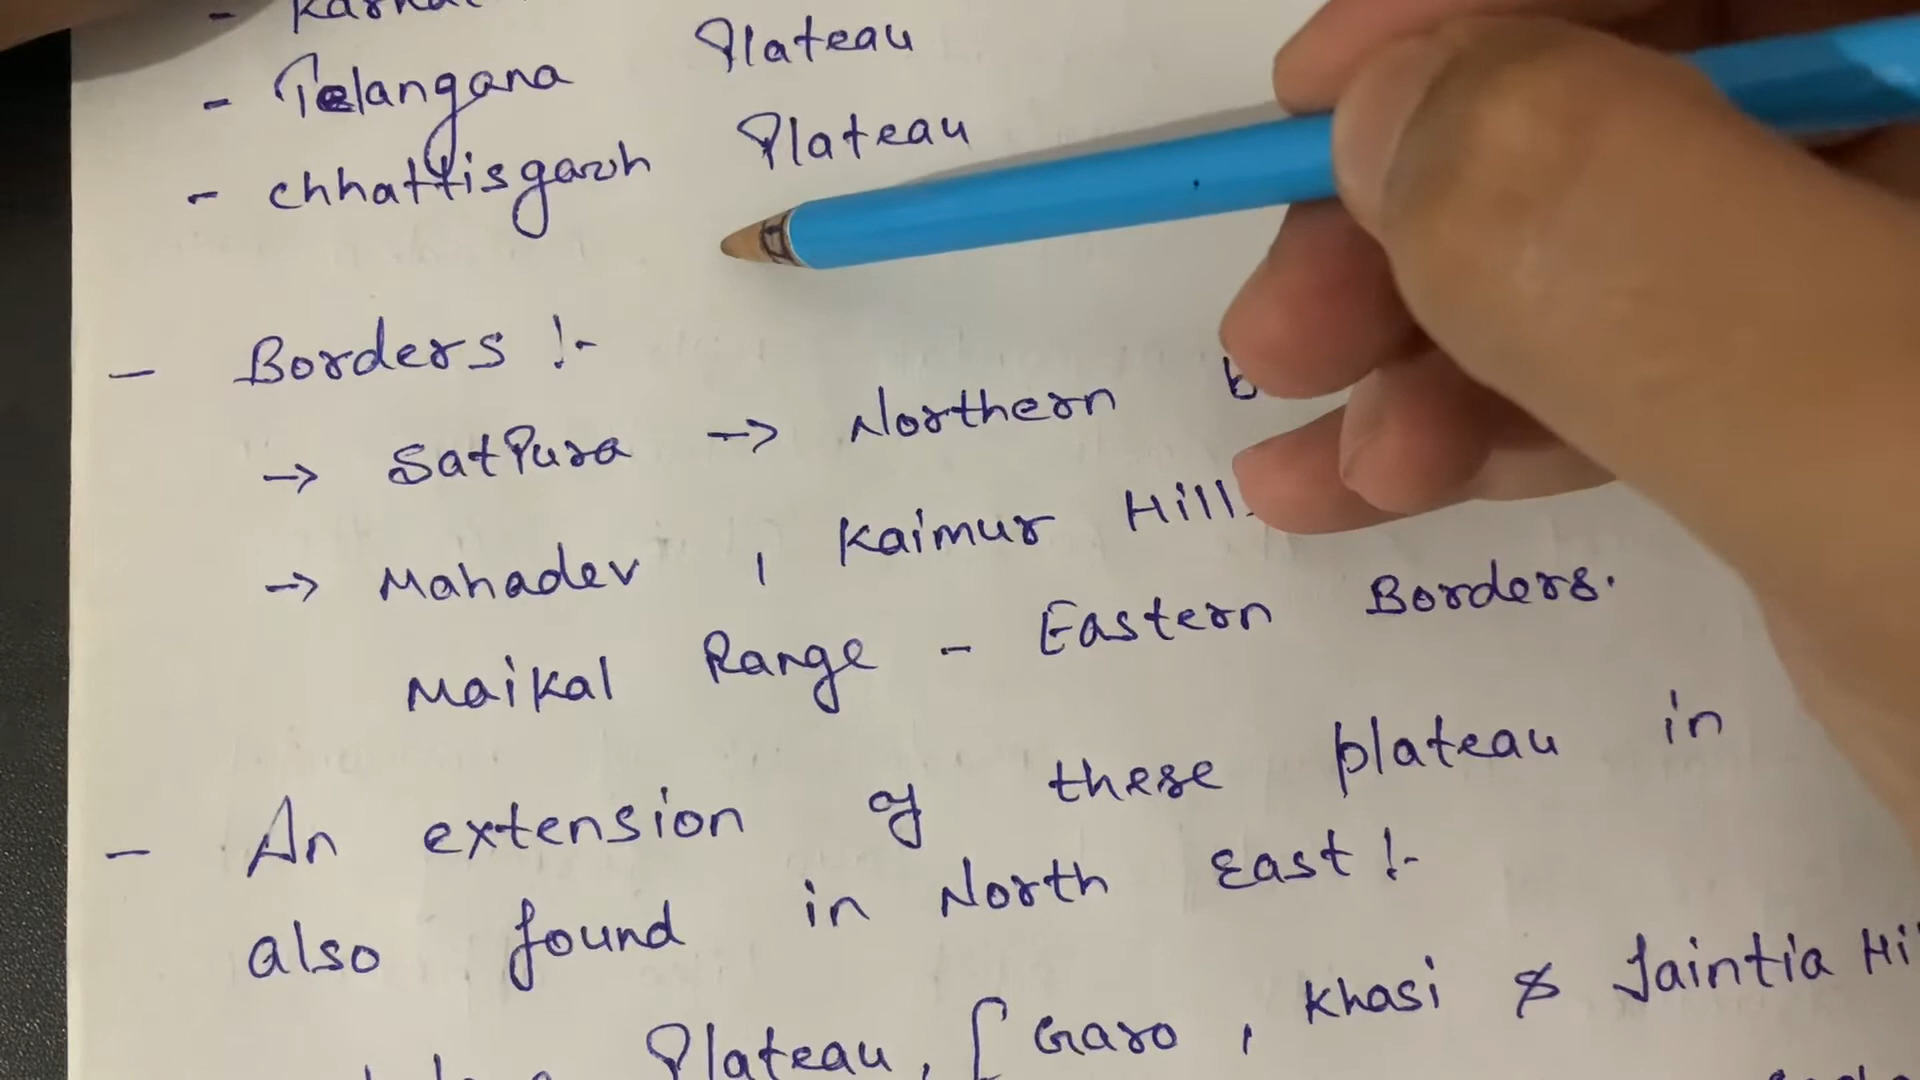 - Telangana Plateau
- chhattisgarh Plateau
- Borders :-
→ Satpura → Northern
→ Mahadev , Kaimur Hill
Maikal Range - Eastern Borders.
- An extension of these plateau in
also found in North East :-
Plateau, [ Garo , Khasi & Jaintia